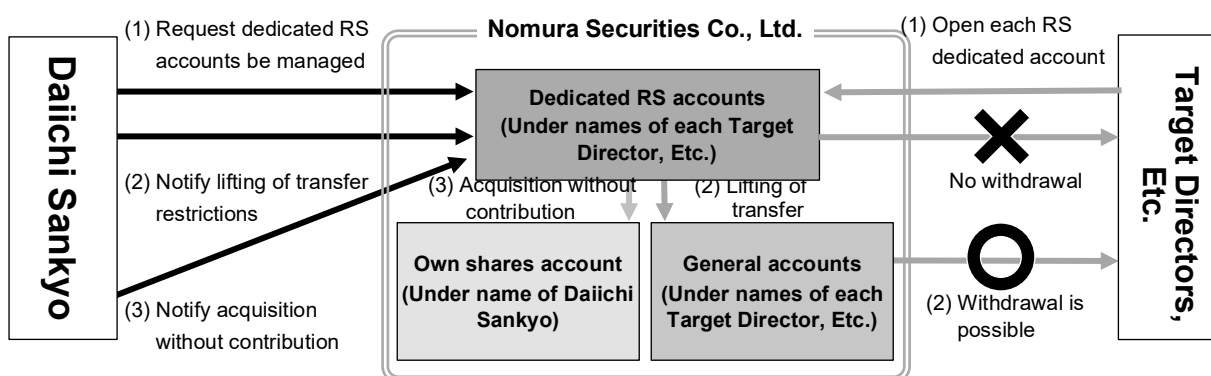 Daiichi Sankyo
(1) Request dedicated RS
accounts be managed
(2) Notify lifting of transfer
restrictions
(3) Notify acquisition
without contribution
Nomura Securities Co., Ltd.
Dedicated RS accounts
(Under names of each Target
Director, Etc.)
(3) Acquisition without
contribution
(2) Lifting of
transfer
Own shares account
(Under name of Daiichi
Sankyo)
General accounts
(Under names of each
Target Director, Etc.)
(1) Open each RS
dedicated account
No withdrawal
(2) Withdrawal is
possible
Target Directors,
Etc.